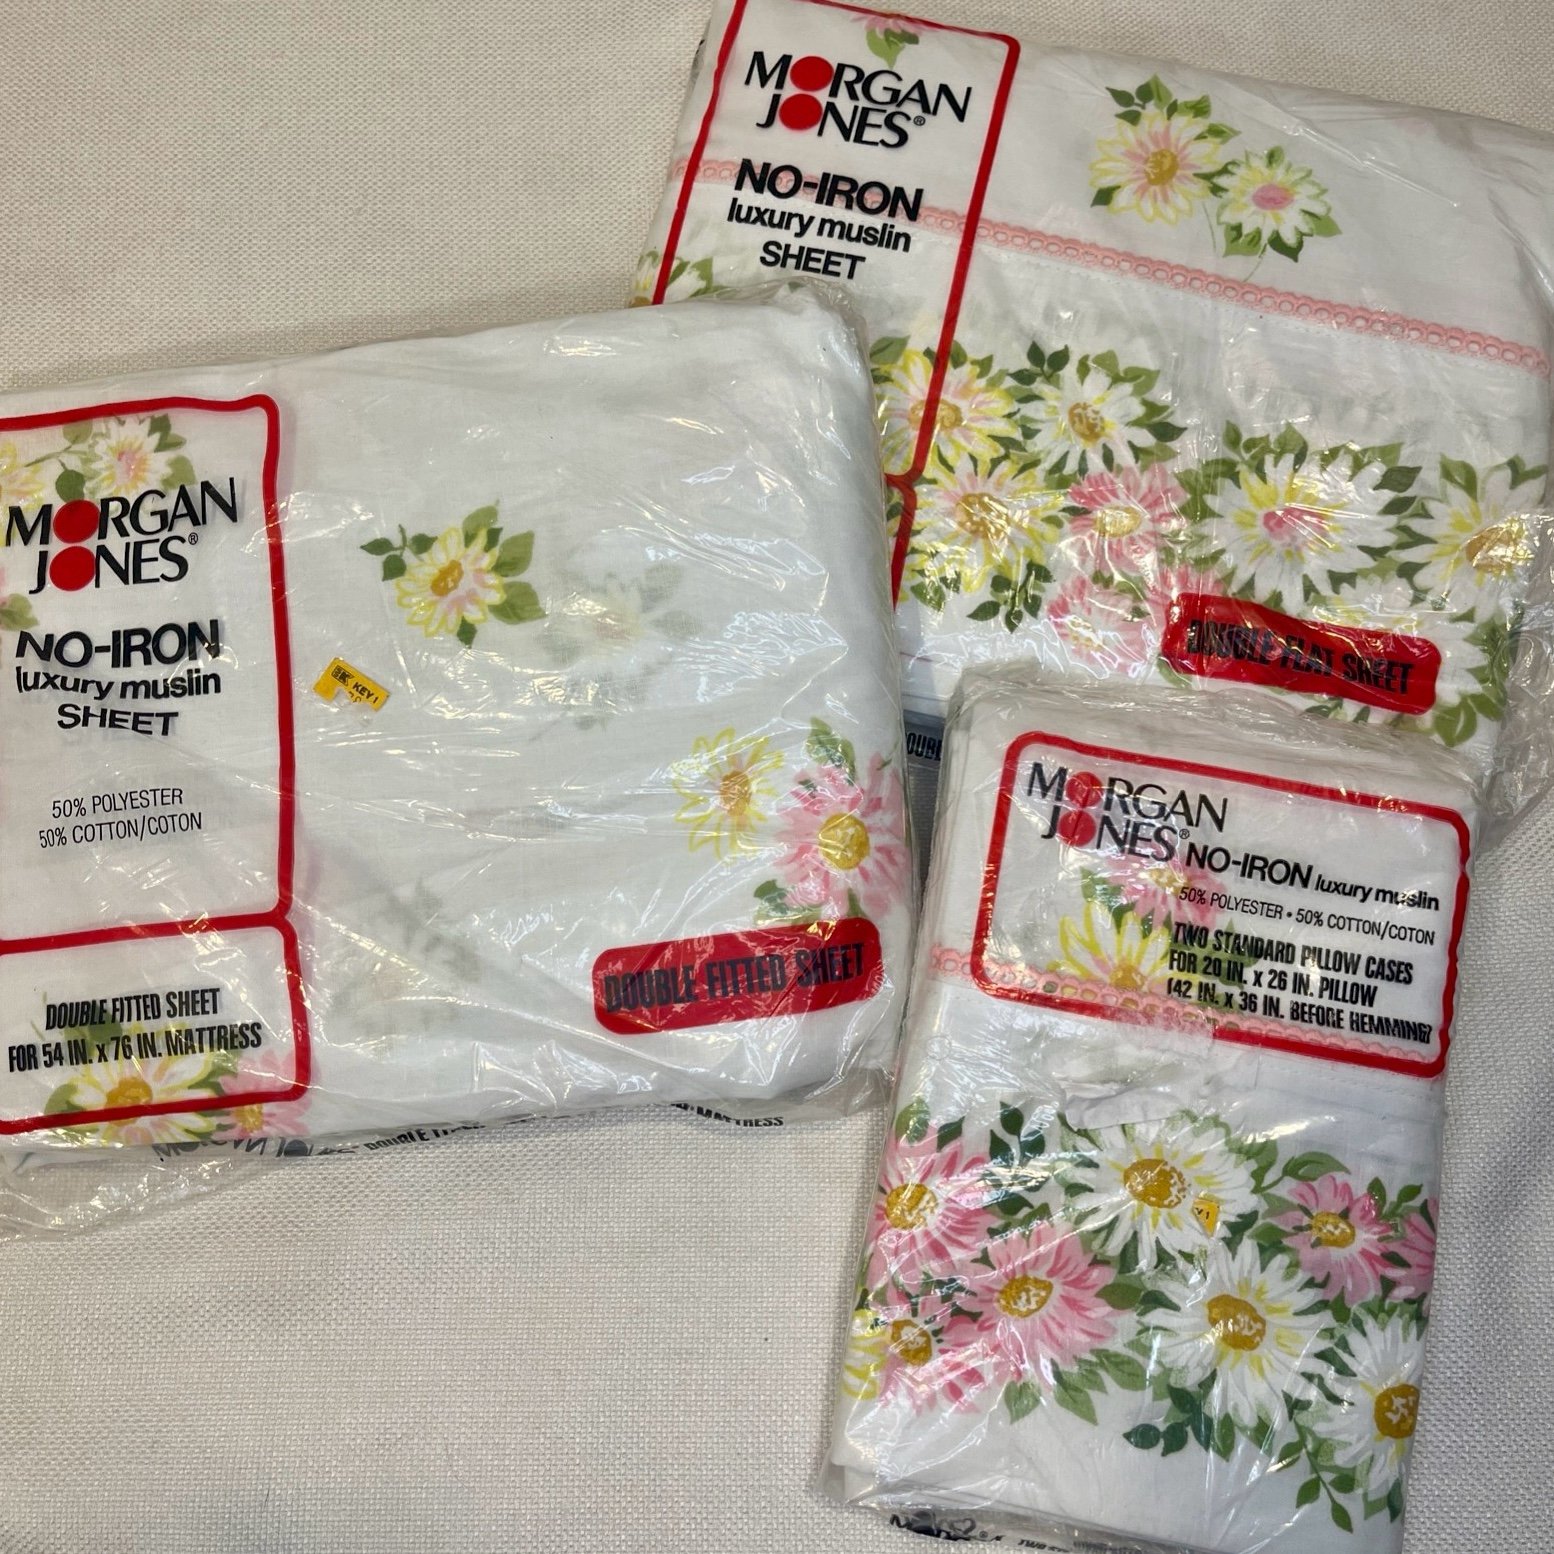 MORGAN
JONES®
NO-IRON
luxury muslin
SHEET
DOUBLE FLAT SHEET
MORGAN
JONES®
NO-IRON
luxury muslin
SHEET
50% POLYESTER
50% COTTON/COTON
DOUBLE FITTED SHEET
FOR 54 IN. x 76 IN. MATTRESS
KEY 1
DOUBLE FITTED SHEET
MORGAN
JONES®
NO-IRON luxury muslin
50% POLYESTER • 50% COTTON/COTON
TWO STANDARD PILLOW CASES
FOR 20 IN. x 26 IN. PILLOW
(42 IN. x 36 IN. BEFORE HEMMING)
Y 1